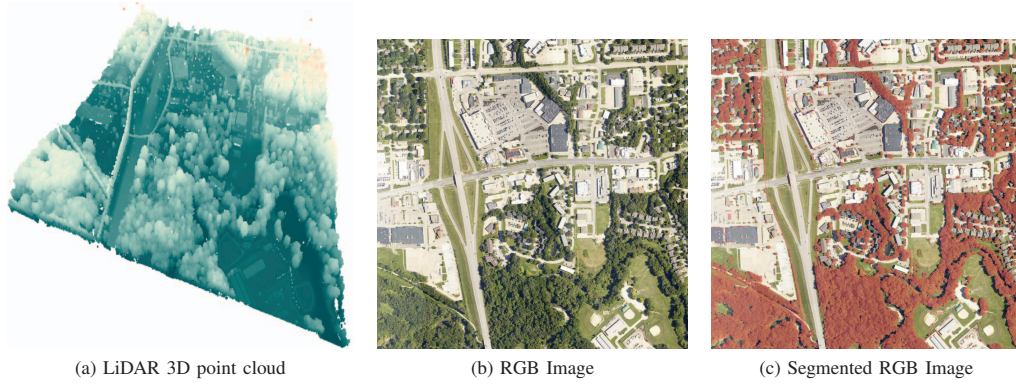 (a) LiDAR 3D point cloud
(b) RGB Image
(c) Segmented RGB Image